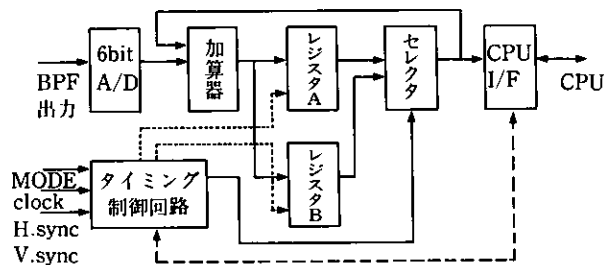 6bit
A/D
加算器
レジスタA
セレクタ
CPU
I/F
BPF
出力
CPU
レジスタB
MODE
clock
H.sync
V.sync
タイミング
制御回路